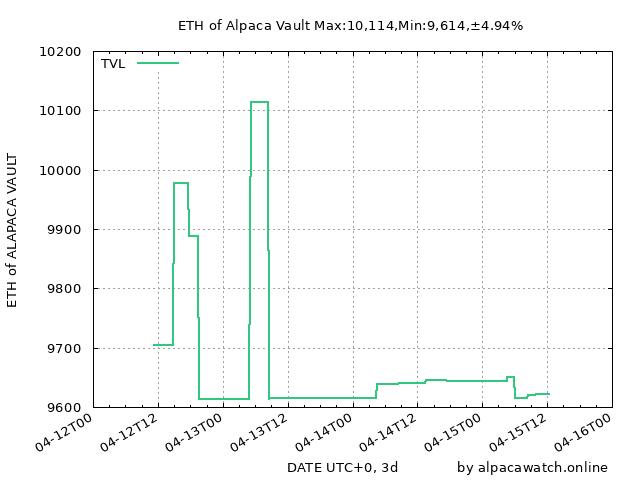 ETH of Alpaca Vault Max:10,114,Min:9,614,±4.94%
TVL
10200
10100
10000
9900
9800
9700
9600
ETH of ALAPACA VAULT
04-12T00
04-12T12
04-13T00
04-13T12
04-14T00
04-14T12
04-15T00
04-15T12
04-16T00
DATE UTC+0, 3d
by alpacawatch.online